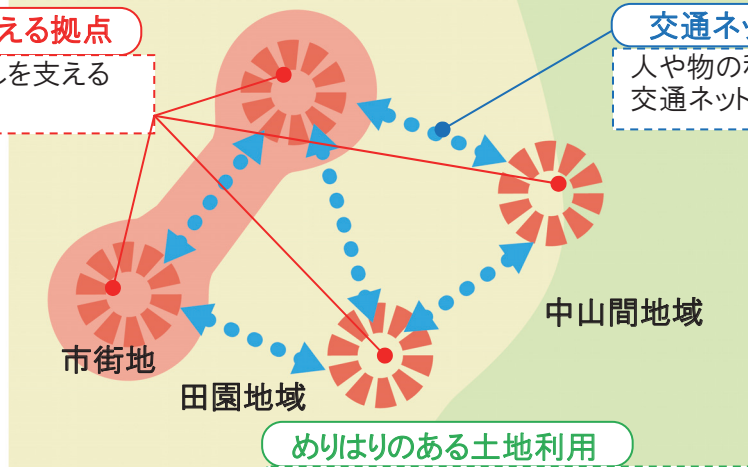 える拠点
しを支える
交通ネッ
人や物の
交通ネット
中山間地域
市街地
田園地域
めりはりのある土地利用